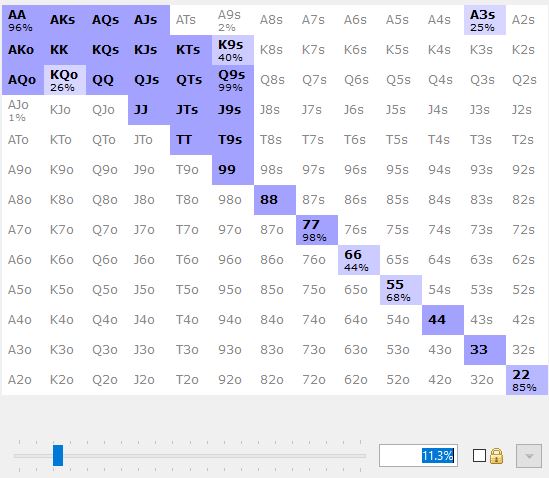 AA AKs AQs AJs ATs A9s A8s A7s A6s A5s A4s A3s A2s
96% 2% 25%
AKo KK KQs KJs KTs K9s K8s K7s K6s K5s K4s K3s K2s
40%
AQo KQo QQ QJs QTs Q9s Q8s Q7s Q6s Q5s Q4s Q3s Q2s
26% 99%
AJo KJo QJo JJ JTs J9s J8s J7s J6s J5s J4s J3s J2s
1%
ATo KTo QTo JTo TT T9s T8s T7s T6s T5s T4s T3s T2s
A9o K9o Q9o J9o T9o 99 98s 97s 96s 95s 94s 93s 92s
A8o K8o Q8o J8o T8o 98o 88 87s 86s 85s 84s 83s 82s
A7o K7o Q7o J7o T7o 97o 87o 77 76s 75s 74s 73s 72s
98%
A6o K6o Q6o J6o T6o 96o 86o 76o 66 65s 64s 63s 62s
44%
A5o K5o Q5o J5o T5o 95o 85o 75o 65o 55 54s 53s 52s
68%
A4o K4o Q4o J4o T4o 94o 84o 74o 64o 54o 44 43s 42s
A3o K3o Q3o J3o T3o 93o 83o 73o 63o 53o 43o 33 32s
A2o K2o Q2o J2o T2o 92o 82o 72o 62o 52o 42o 32o 22
85%
11.3%